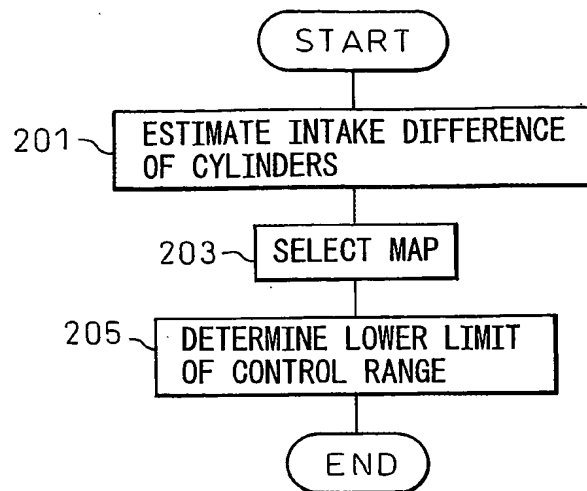 START
201
ESTIMATE INTAKE DIFFERENCE
OF CYLINDERS
203
SELECT MAP
205
DETERMINE LOWER LIMIT
OF CONTROL RANGE
END